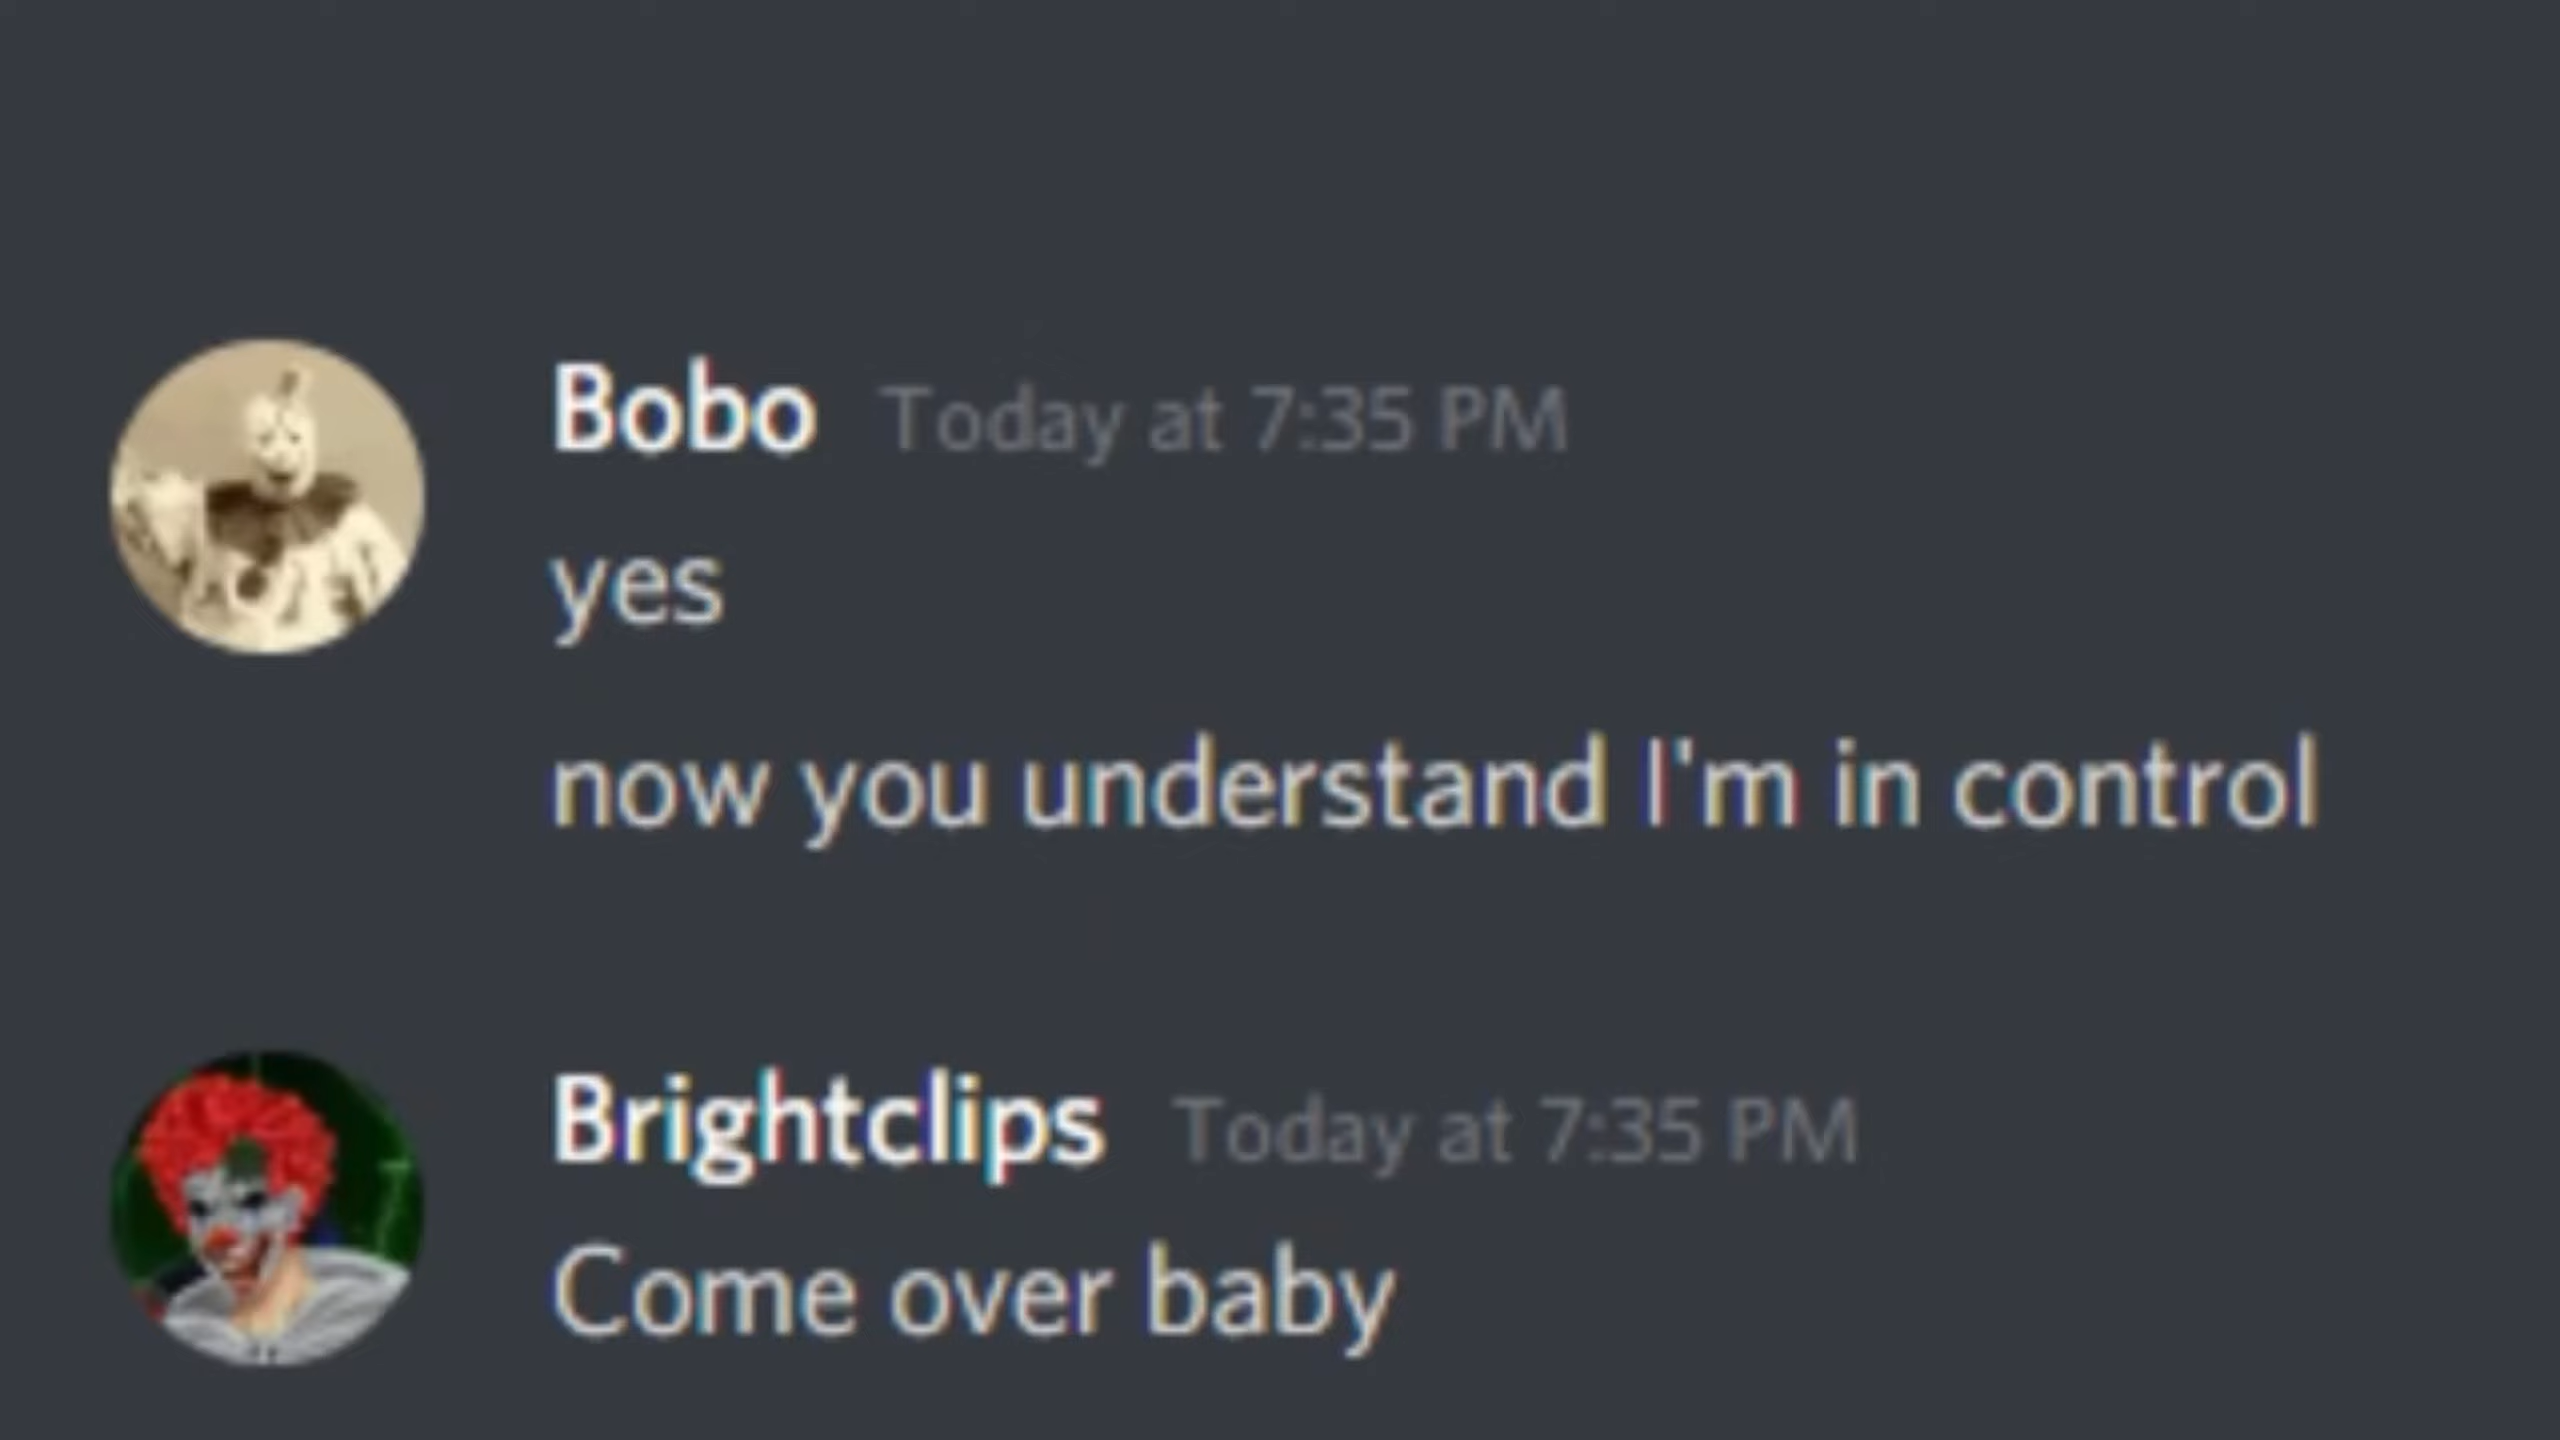 Bobo Today at 7:35 PM
yes
now you understand I'm in control
Brightclips Today at 7:35 PM
Come over baby